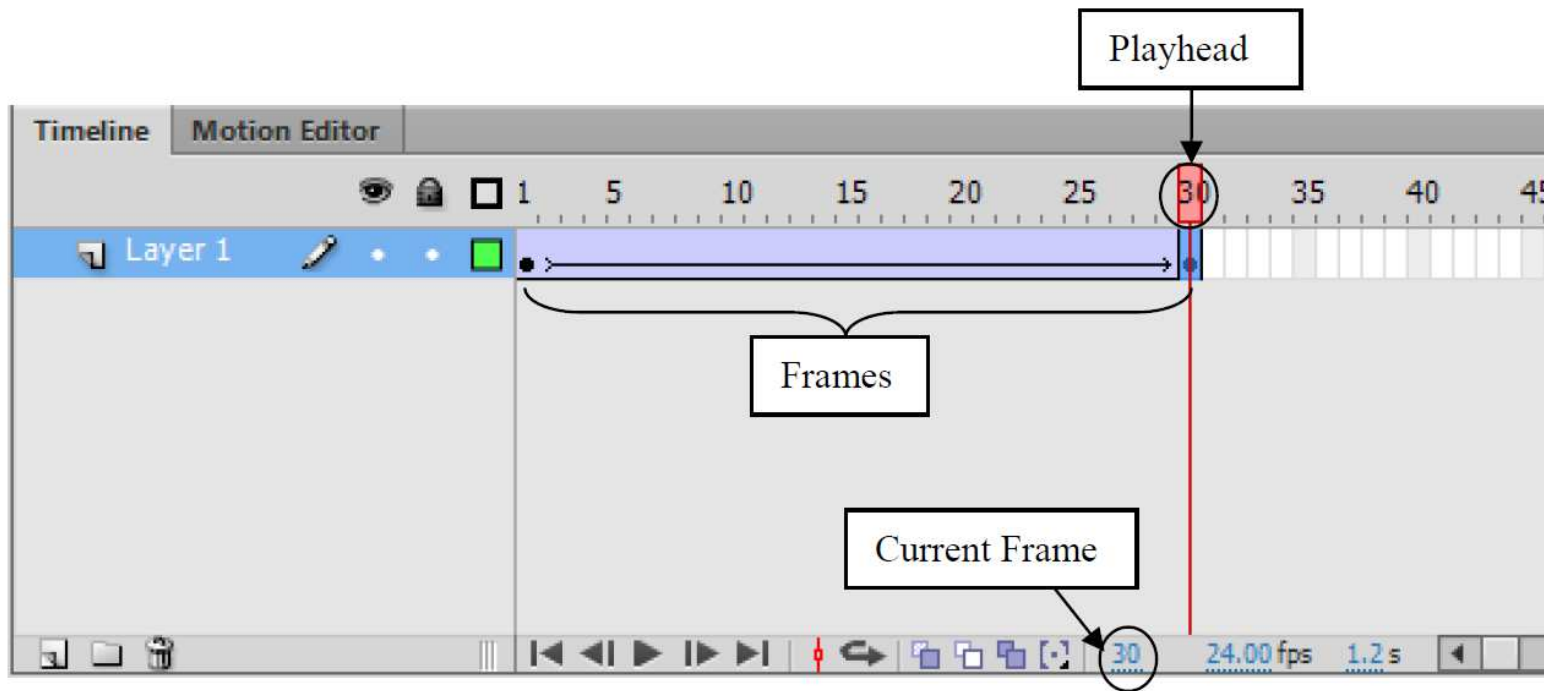 Playhead
Timeline Motion Editor
1 5 10 15 20 25 30 35 40 45
Layer 1
Frames
Current Frame
30 24.00 fps 1.2 s